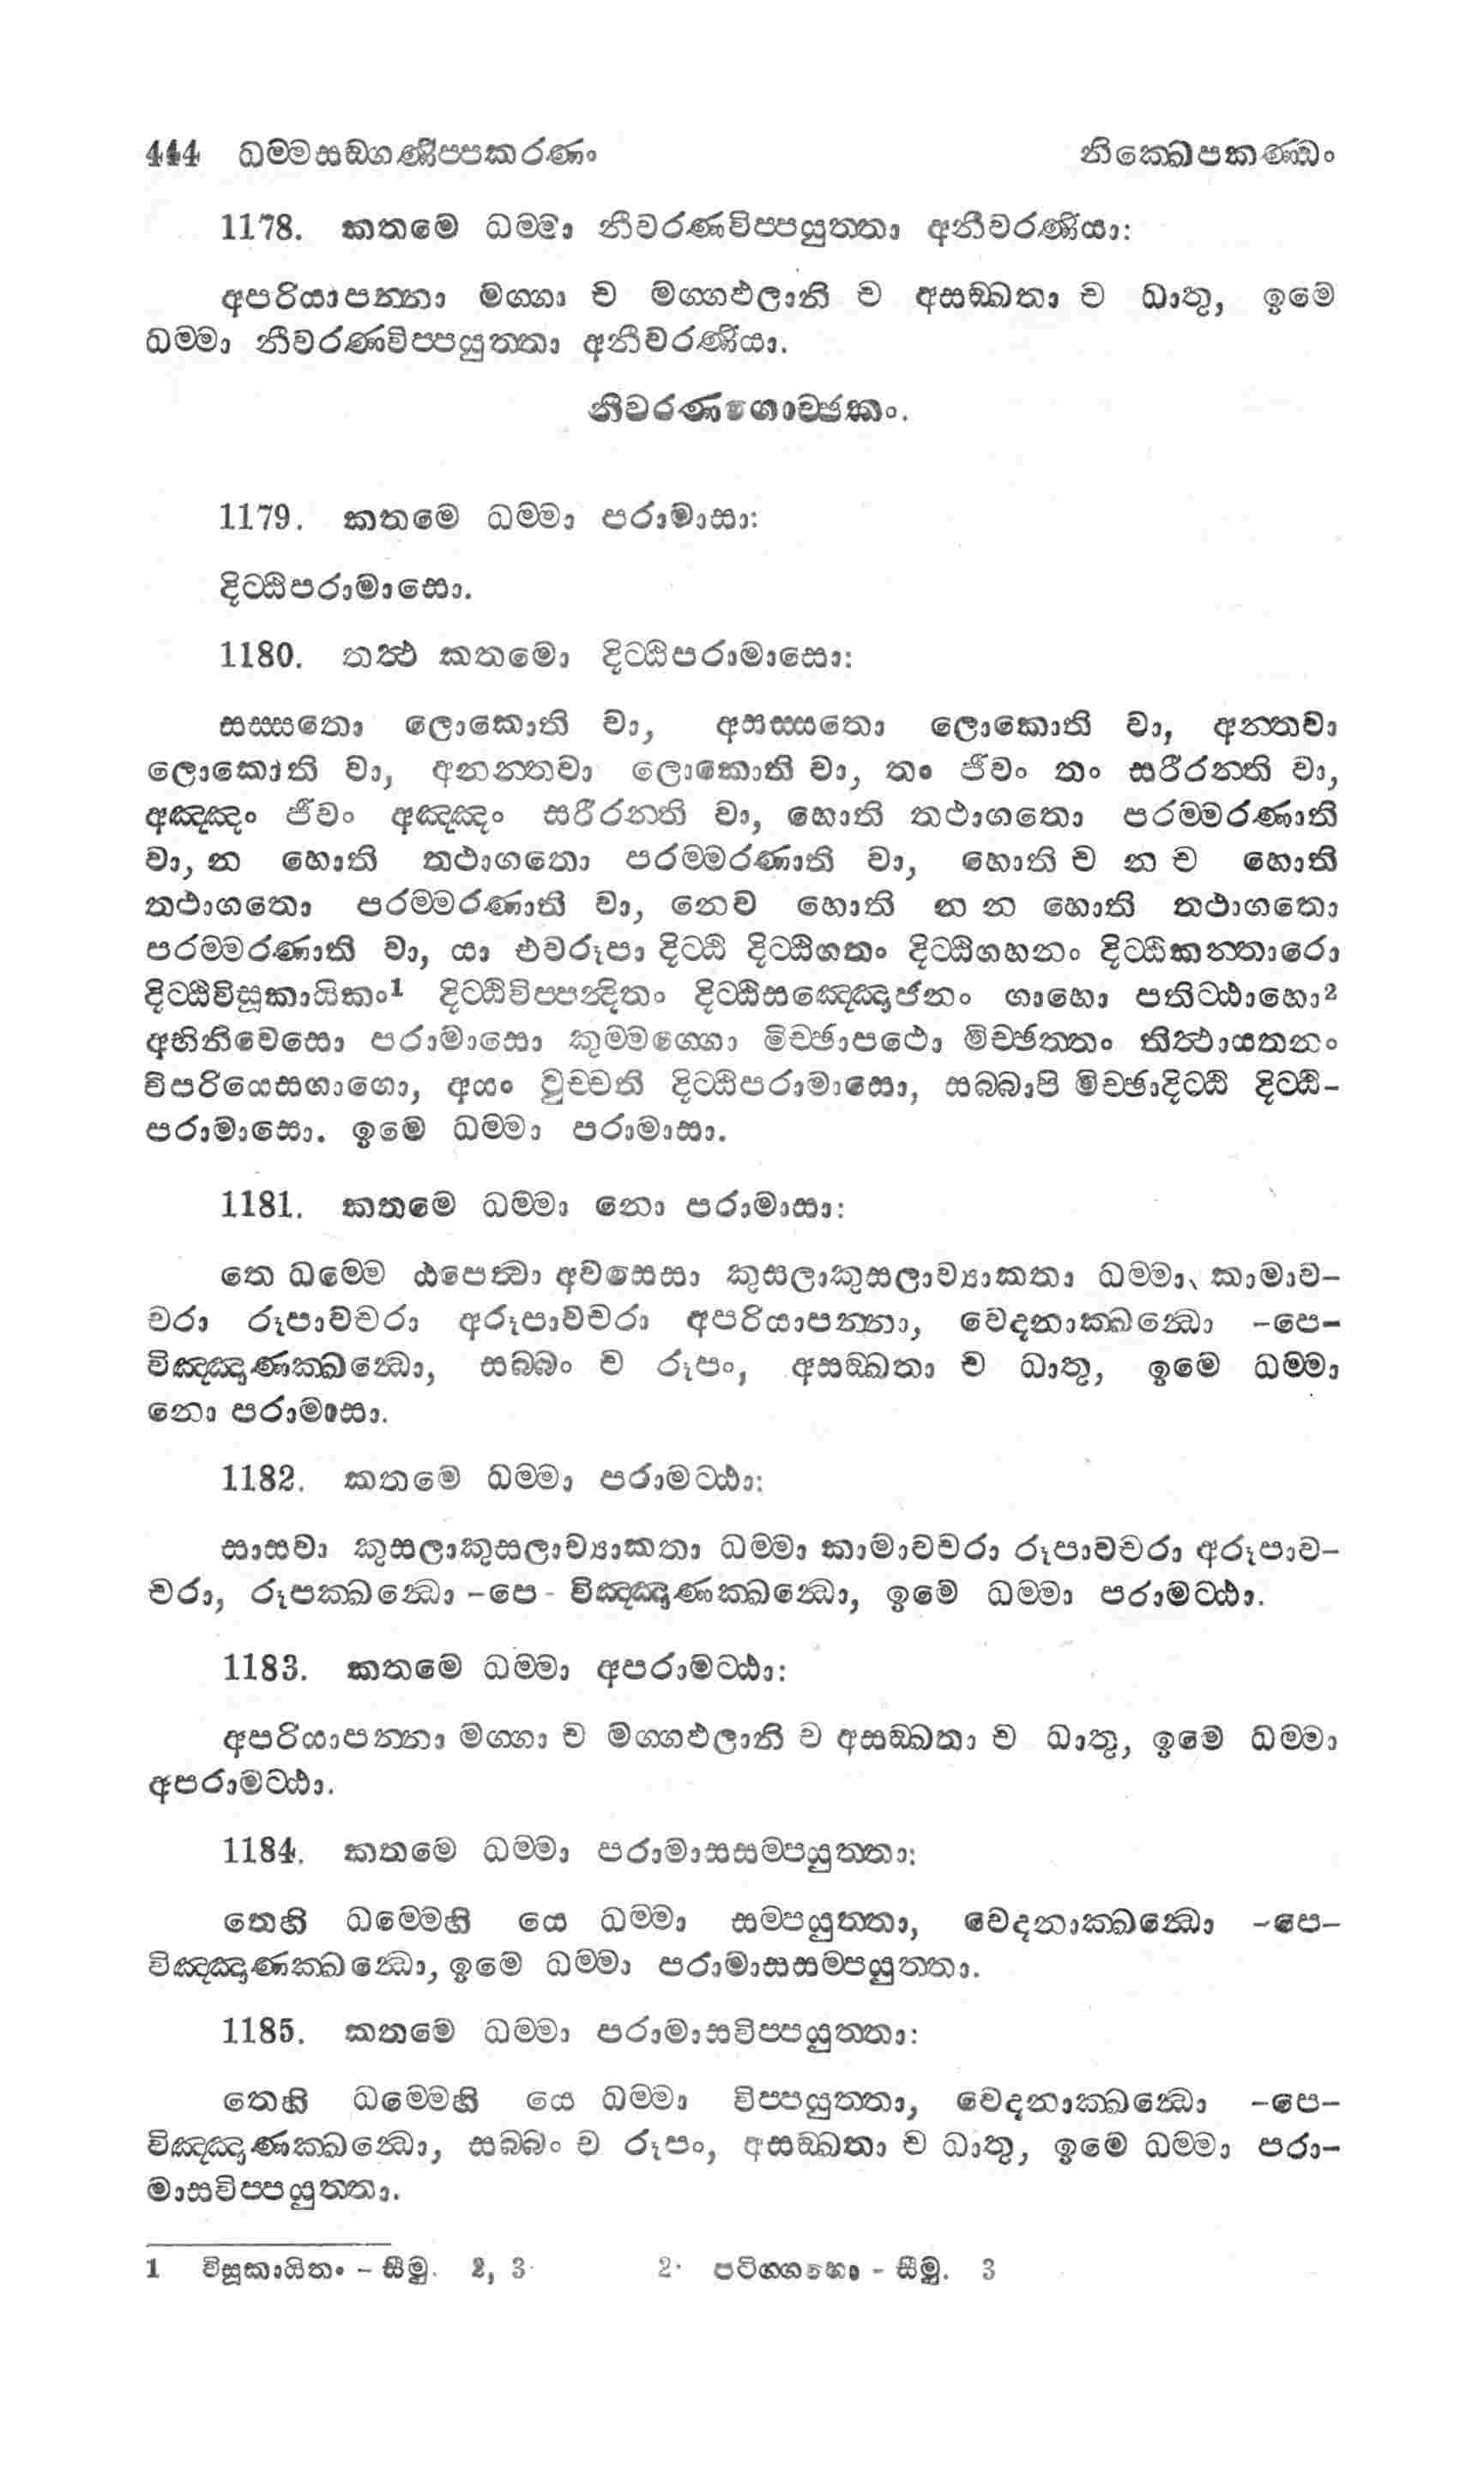 444 ධම්මසඞ්ගණිප්පකරණං නික්ඛෙපකණ්ඩං
1178. කතමෙ ධම්මා නීවරණවිප්පයුත්තා අනීවරණියා:
අපරියාපන්නා මග්ගා ච මග්ගඵලානි ච අසඞ්ඛතා ච ධාතු, ඉමෙ
ධම්මා නීවරණවිප්පයුත්තා අනීවරණියා.
නිවරණගොච්ඡකං.
1179. කතමෙ ධම්මා පරාමාසා:
දිට්ඨිපරාමාසො.
1180. තත්ථ කතමො දිට්ඨිපරාමාසො:
සස්සතො ලොකොති වා, අසස්සතො ලොකොති වා, අන්තවා
ලොකොති වා, අනන්තවා ලොකොති වා, තං ජීවං තං සරීරන්ති වා,
අඤ්ඤං ජීවං අඤ්ඤං සරීරන්ති වා, හොති තථාගතො පරම්මරණාති
වා, න හොති තථාගතො පරම්මරණාති වා, හොති ච න ච හොති
තථාගතො පරම්මරණාති වා, නෙව හොති න න හොති තථාගතො
පරම්මරණාති වා, යා එවරූපා දිට්ඨි දිට්ඨිගතං දිට්ඨිගහනං දිට්ඨිකන්තාරො
දිට්ඨිවිසූකායිකං¹ දිට්ඨිවිප්ඵන්දිතං දිට්ඨිසඤ්ඤොජනං ගාහො පතිට්ඨාහො²
අභිනිවෙසො පරාමාසො කුම්මග්ගො මිච්ඡාපථො මිච්ඡත්තං තිත්ථායතනං
විපරියෙසගාහො, අයං වුච්චති දිට්ඨිපරාමාසො, සබ්බාපි මිච්ඡාදිට්ඨි දිට්ඨි-
පරාමාසො. ඉමෙ ධම්මා පරාමාසා.
1181. කතමෙ ධම්මා නො පරාමාසා:
තෙ ධම්මෙ ඨපෙත්වා අවසෙසා කුසලාකුසලාව්‍යාකතා ධම්මා, කාමාව-
චරා රූපාවචරා අරූපාවචරා අපරියාපන්නා, වෙදනාක්ඛන්ධො -පෙ-
විඤ්ඤාණක්ඛන්ධො, සබ්බං ච රූපං, අසඞ්ඛතා ච ධාතු, ඉමෙ ධම්මා
නො පරාමාසා.
1182. කතමෙ ධම්මා පරාමට්ඨා:
සාසවා කුසලාකුසලාව්‍යාකතා ධම්මා කාමාවචරා රූපාවචරා අරූපාව-
චරා, රූපක්ඛන්ධො -පෙ- විඤ්ඤාණක්ඛන්ධො, ඉමෙ ධම්මා පරාමට්ඨා.
1183. කතමෙ ධම්මා අපරාමට්ඨා:
අපරියාපන්නා මග්ගා ච මග්ගඵලානි ච අසඞ්ඛතා ච ධාතු, ඉමෙ ධම්මා
අපරාමට්ඨා.
1184. කතමෙ ධම්මා පරාමාසසම්පයුත්තා:
තෙහි ධම්මෙහි යෙ ධම්මා සම්පයුත්තා, වෙදනාක්ඛන්ධො -පෙ-
විඤ්ඤාණක්ඛන්ධො, ඉමෙ ධම්මා පරාමාසසම්පයුත්තා.
1185. කතමෙ ධම්මා පරාමාසවිප්පයුත්තා:
තෙහි ධම්මෙහි යෙ ධම්මා විප්පයුත්තා, වෙදනාක්ඛන්ධො -පෙ-
විඤ්ඤාණක්ඛන්ධො, සබ්බං ච රූපං, අසඞ්ඛතා ච ධාතු, ඉමෙ ධම්මා පරා-
මාසවිප්පයුත්තා.
1 විසූකායිතං - සීමු. 2, 3 2. පටිග්ගාහො - සීමු. 3